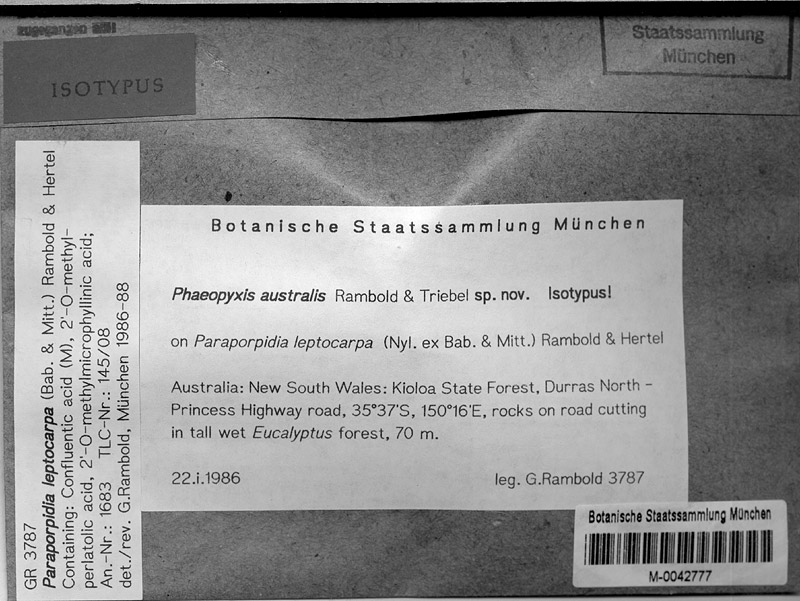 Staatssammlung
München
ISOTYPUS
Botanische Staatssammlung München
Phaeopyxis australis Rambold & Triebel sp. nov. Isotypus!
on Paraporpidia leptocarpa (Nyl. ex Bab. & Mitt.) Rambold & Hertel
Australia: New South Wales: Kioloa State Forest, Durras North -
Princess Highway road, 35°37'S, 150°16'E, rocks on road cutting
in tall wet Eucalyptus forest, 70 m.
22.i.1986 leg. G.Rambold 3787
GR 3787
Paraporpidia leptocarpa (Bab. & Mitt.) Rambold & Hertel
Containing: Confluentic acid (M), 2'-O-methyl-
perlatolic acid, 2'-O-methylmicrophyllinic acid;
An.-Nr.: 1683 TLC-Nr.: 145/08
det./rev. G.Rambold, München 1986-88
Botanische Staatssammlung München
M-0042777